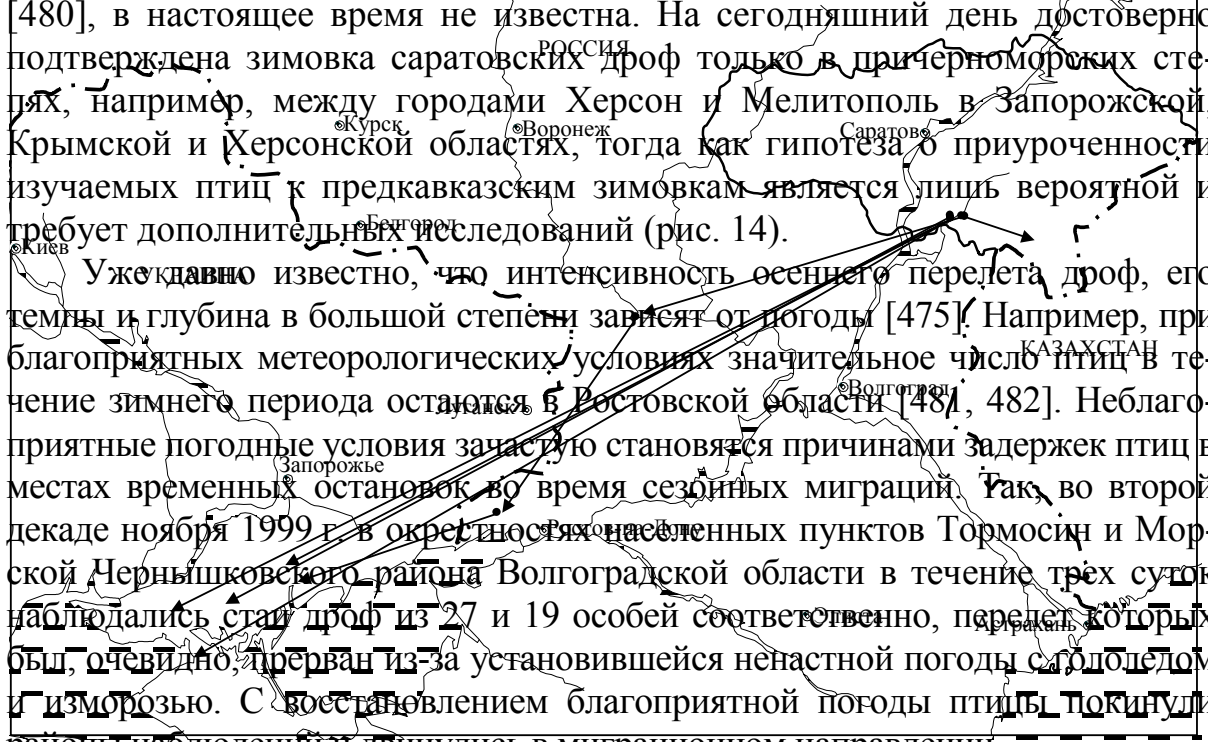 [480], в настоящее время не известна. На сегодняшний день достоверно
РОССИЯ
подтверждена зимовка саратовских дроф только в причерноморских сте-
пях, например, между городами Херсон и Мелитополь в Запорожской,
Курск
Воронеж
Саратов
Крымской и Херсонской областях, тогда как гипотеза о приуроченности
изучаемых птиц к предкавказским зимовкам является лишь вероятной и
Белгород
требует дополнительных исследований (рис. 14).
Киев
УКРАИНА
Уже давно известно, что интенсивность осеннего перелета дроф, его
темпы и глубина в большой степени зависят от погоды [475]. Например, при
КАЗАХСТАН
благоприятных метеорологических условиях значительное число птиц в те-
Волгоград
Луганск
чение зимнего периода остаются в Ростовской области [481, 482]. Неблаго-
приятные погодные условия зачастую становятся причинами задержек птиц в
Запорожье
местах временных остановок во время сезонных миграций. Так, во второй
декаде ноября 1999 г. в окрестностях населенных пунктов Тормосин и Мор-
Ростов-на-Дону
ской Чернышковского района Волгоградской области в течение трех суток
наблюдались стаи дроф из 27 и 19 особей соответственно, перелет которых
Элиста
Астрахань
был, очевидно, прерван из-за установившейся ненастной погоды с гололедом
и изморозью. С восстановлением благоприятной погоды птицы покинули